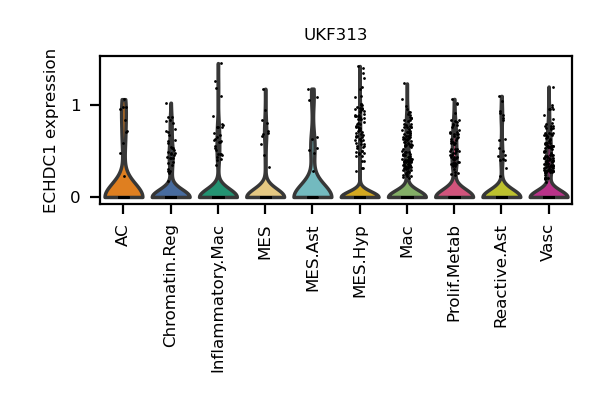 UKF313
ECHDC1 expression
1
0
AC
Chromatin.Reg
Inflammatory.Mac
MES
MES.Ast
MES.Hyp
Mac
Prolif.Metab
Reactive.Ast
Vasc